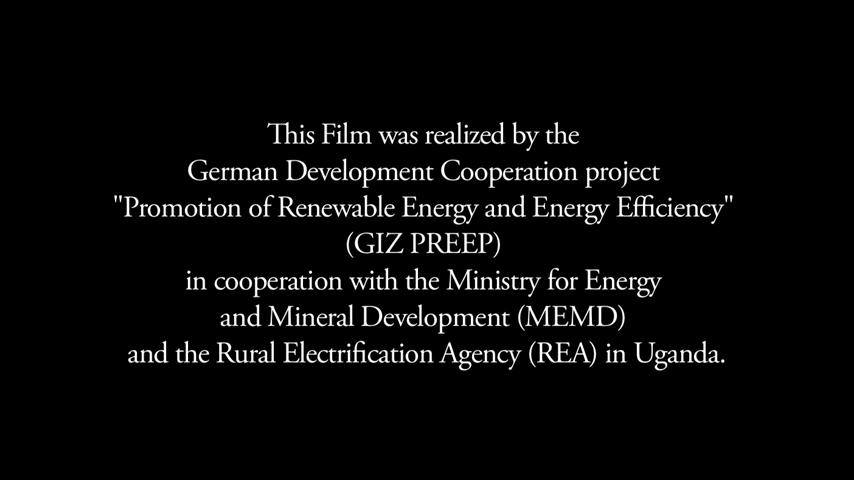 This Film was realized by the
German Development Cooperation project
"Promotion of Renewable Energy and Energy Efficiency"
(GIZ PREEP)
in cooperation with the Ministry for Energy
and Mineral Development (MEMD)
and the Rural Electrification Agency (REA) in Uganda.